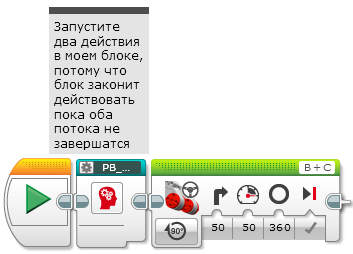 Запустите
два действия
в моем блоке,
потому что
блок законит
действовать
пока оба
потока не
завершатся
PB_...
B + C
90°
50 50 360